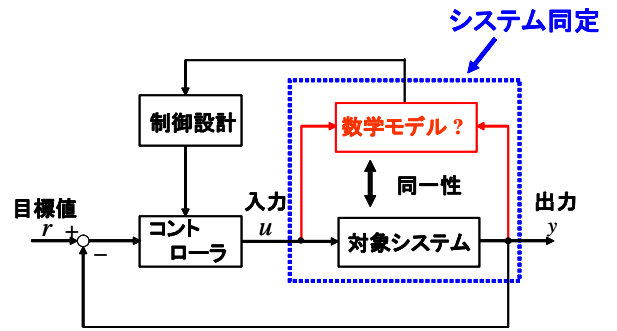 システム同定
制御設計
数学モデル？
同一性
目標値
r
+
−
コント
ローラ
入力
u
対象システム
出力
y